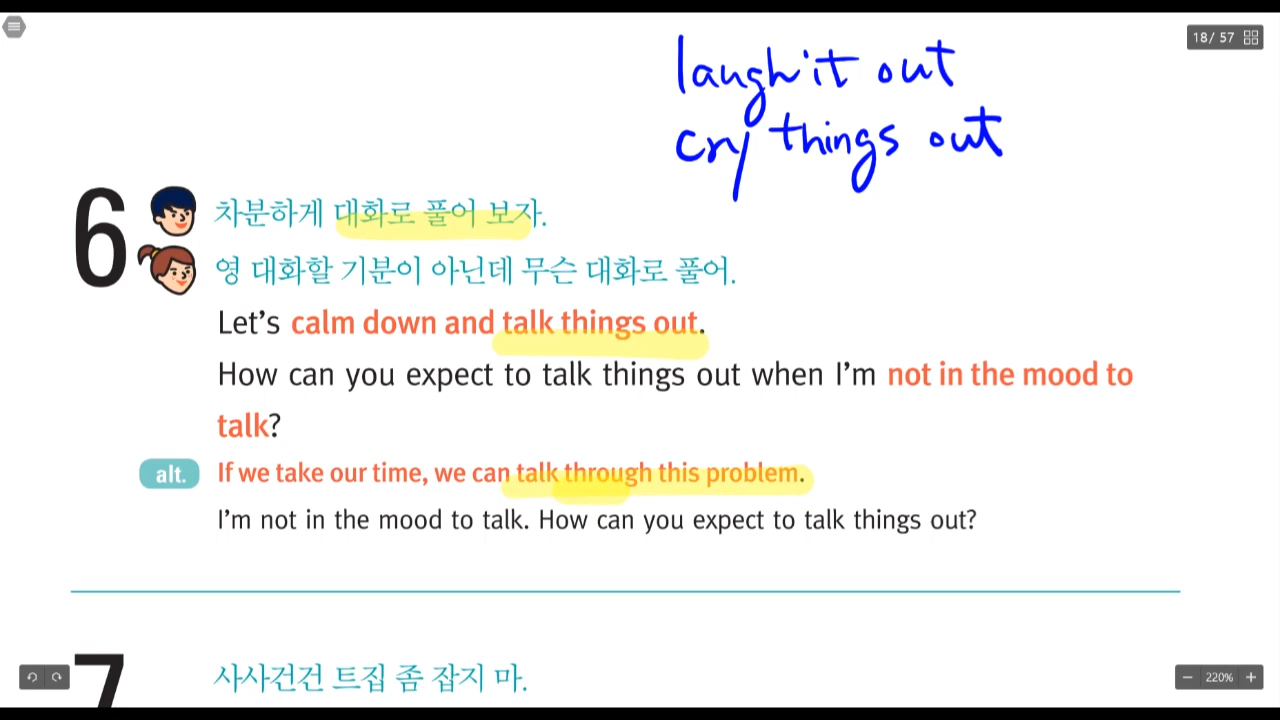 18/ 57
laugh it out
cry things out
6
차분하게 대화로 풀어 보자.
영 대화할 기분이 아닌데 무슨 대화로 풀어.
Let's calm down and talk things out.
How can you expect to talk things out when I'm not in the mood to
talk?
alt. If we take our time, we can talk through this problem.
I'm not in the mood to talk. How can you expect to talk things out?
7
사사건건 트집 좀 잡지 마.
220%